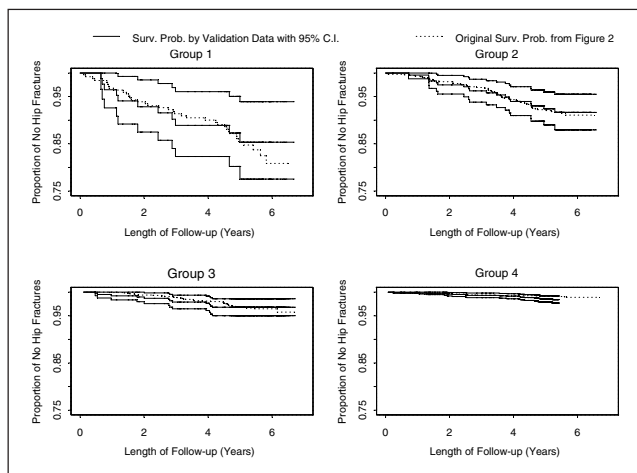 Surv. Prob. by Validation Data with 95% C.I.
Original Surv. Prob. from Figure 2
Group 1
Proportion of No Hip Fractures
0.95
0.85
0.75
0 2 4 6
Length of Follow-up (Years)
Group 2
Proportion of No Hip Fractures
0.95
0.85
0.75
0 2 4 6
Length of Follow-up (Years)
Group 3
Proportion of No Hip Fractures
0.95
0.85
0.75
0 2 4 6
Length of Follow-up (Years)
Group 4
Proportion of No Hip Fractures
0.95
0.85
0.75
0 2 4 6
Length of Follow-up (Years)